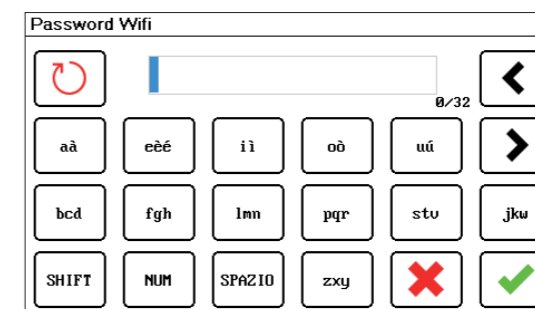 Password Wifi
0/32
aà eèé iì oò uú
bcd fgh lmn pqr stv jkw
SHIFT NUM SPAZIO zxy